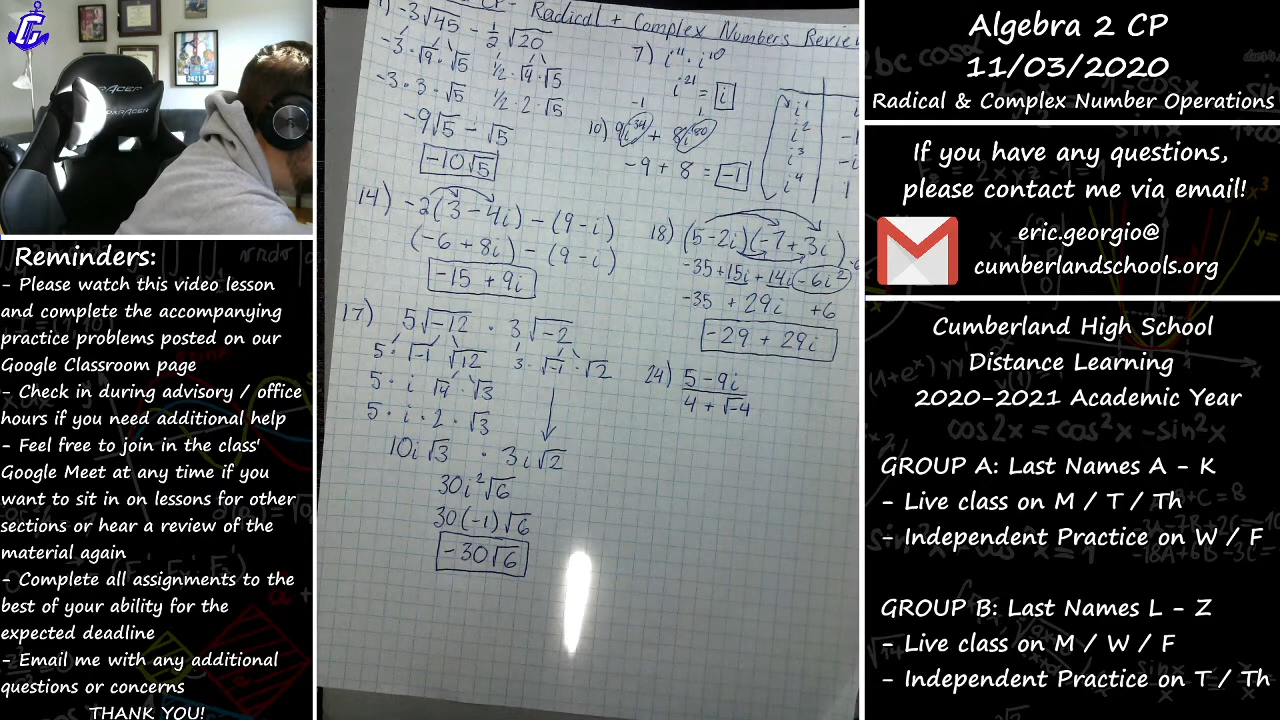 Algebra 2 CP
11/03/2020
Radical & Complex Number Operations
If you have any questions,
please contact me via email!
eric.georgio@
cumberlandschools.org
Cumberland High School
Distance Learning
2020-2021 Academic Year
GROUP A: Last Names A - K
- Live class on M / T / Th
- Independent Practice on W / F
GROUP B: Last Names L - Z
- Live class on M / W / F
- Independent Practice on T / Th
Reminders:
- Please watch this video lesson
and complete the accompanying
practice problems posted on our
Google Classroom page
- Check in during advisory / office
hours if you need additional help
- Feel free to join in the class'
Google Meet at any time if you
want to sit in on lessons for other
sections or hear a review of the
material again
- Complete all assignments to the
best of your ability for the
expected deadline
- Email me with any additional
questions or concerns
THANK YOU!
CP - Radical + Complex Numbers Review
-3√45 - ½√20
-3·√9·√5 ½·√4·√5
-3·3·√5 ½·2·√5
-9√5 - √5
-10√5
7) i¹¹·i¹⁰
i²¹ = i
-1 1
10) 9i³⁴ + 8i⁸⁰
-9 + 8 = -1
i¹
i² -1
i³ -i
i⁴ 1
14) -2(3 - 4i) - (9 - i)
(-6 + 8i) - (9 - i)
-15 + 9i
17) 5√-12 · 3√-2
5·√-1 √12 3·√-1·√2
5·i √4·√3
5·i·2·√3
10i√3 · 3i√2
30i²√6
30(-1)√6
-30√6
18) (5-2i)(-7+3i)
-35+15i+14i-6i²
-35 + 29i +6
-29 + 29i
24) 5 - 9i
4 + √-4